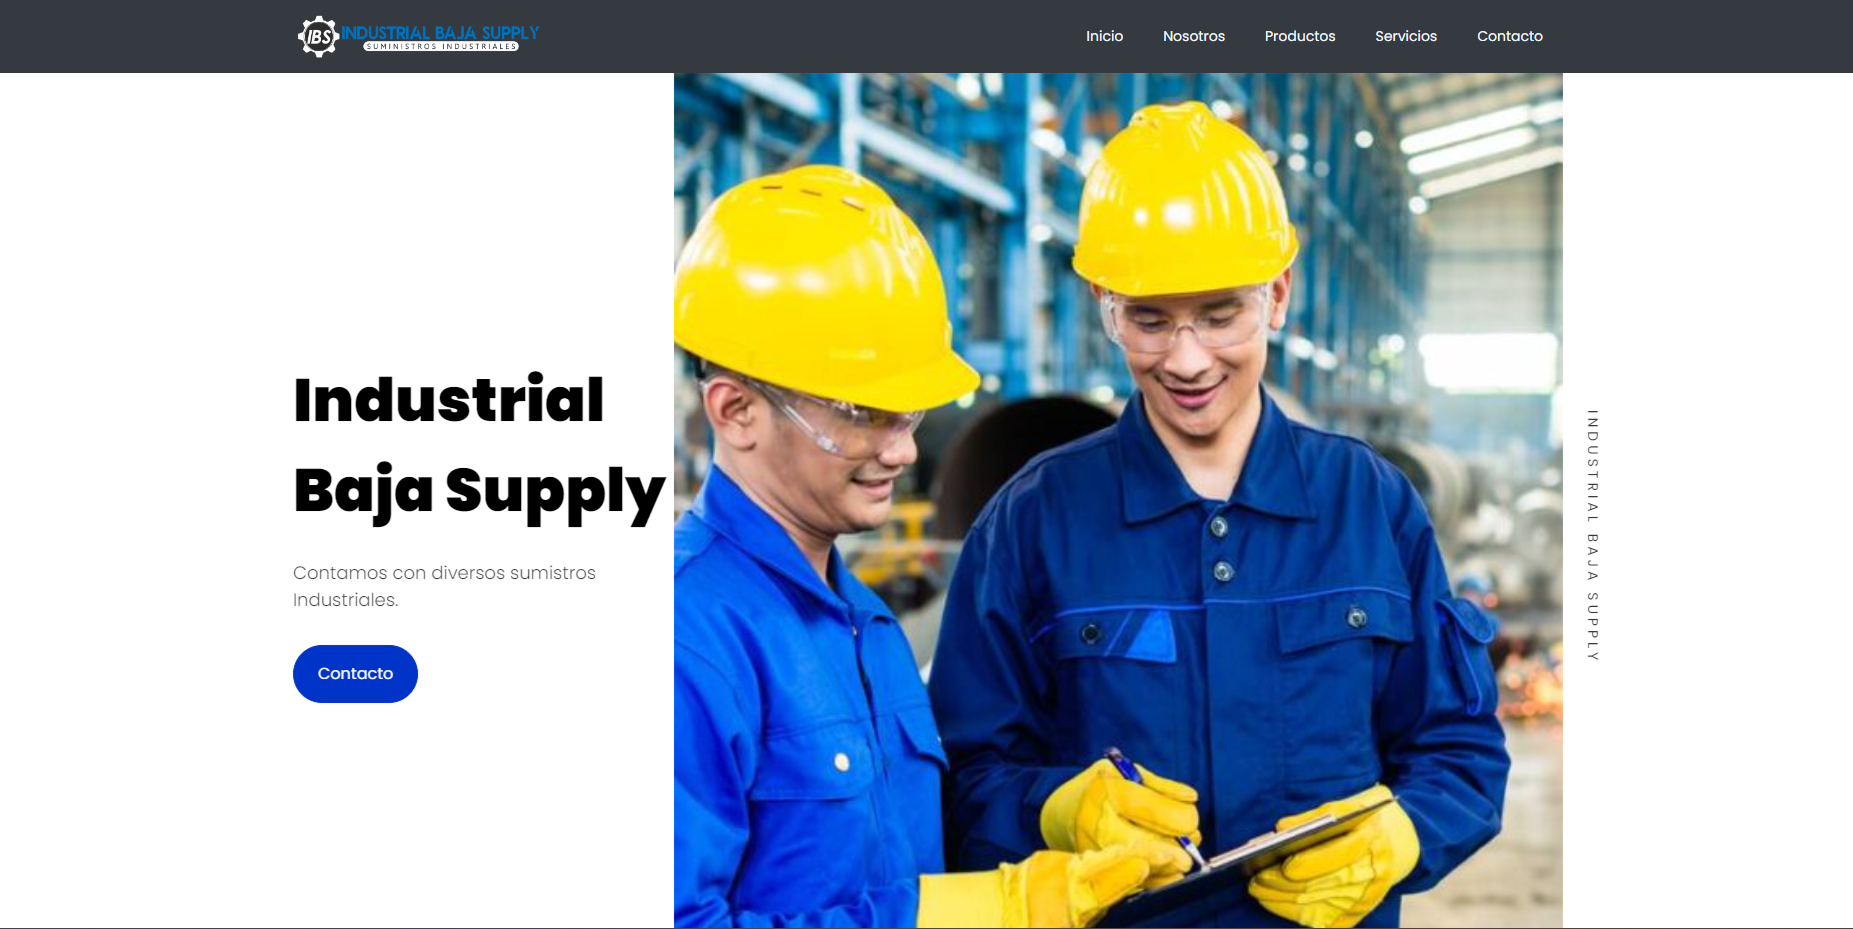 IBS
INDUSTRIAL BAJA SUPPLY
SUMINISTROS INDUSTRIALES
Inicio
Nosotros
Productos
Servicios
Contacto
Industrial
Baja Supply
Contamos con diversos sumistros
Industriales.
Contacto
INDUSTRIAL BAJA SUPPLY